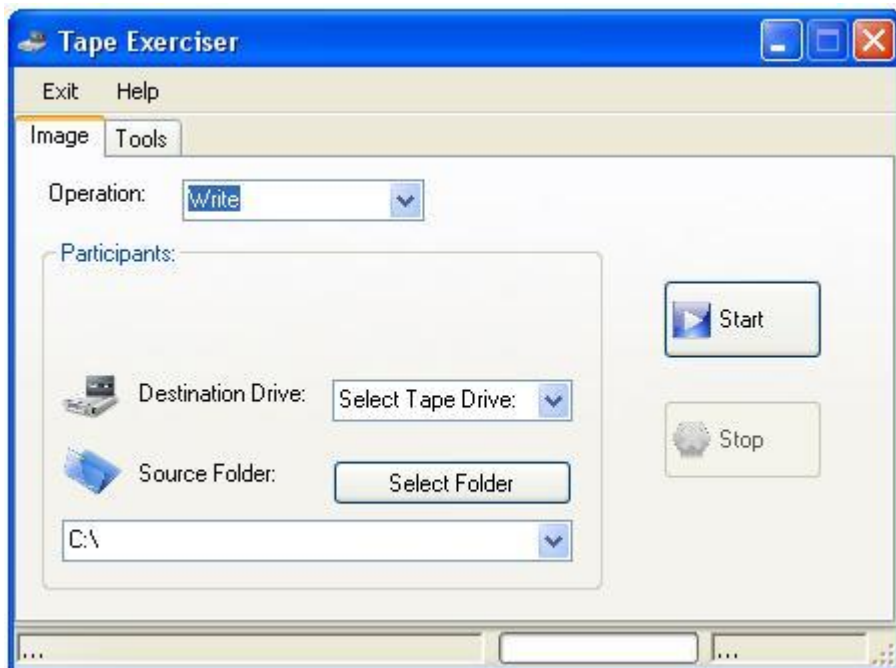 Tape Exerciser
Exit Help
Image Tools
Operation: Write
Participants:
Start
Destination Drive: Select Tape Drive:
Stop
Source Folder: Select Folder
C:\
... ...